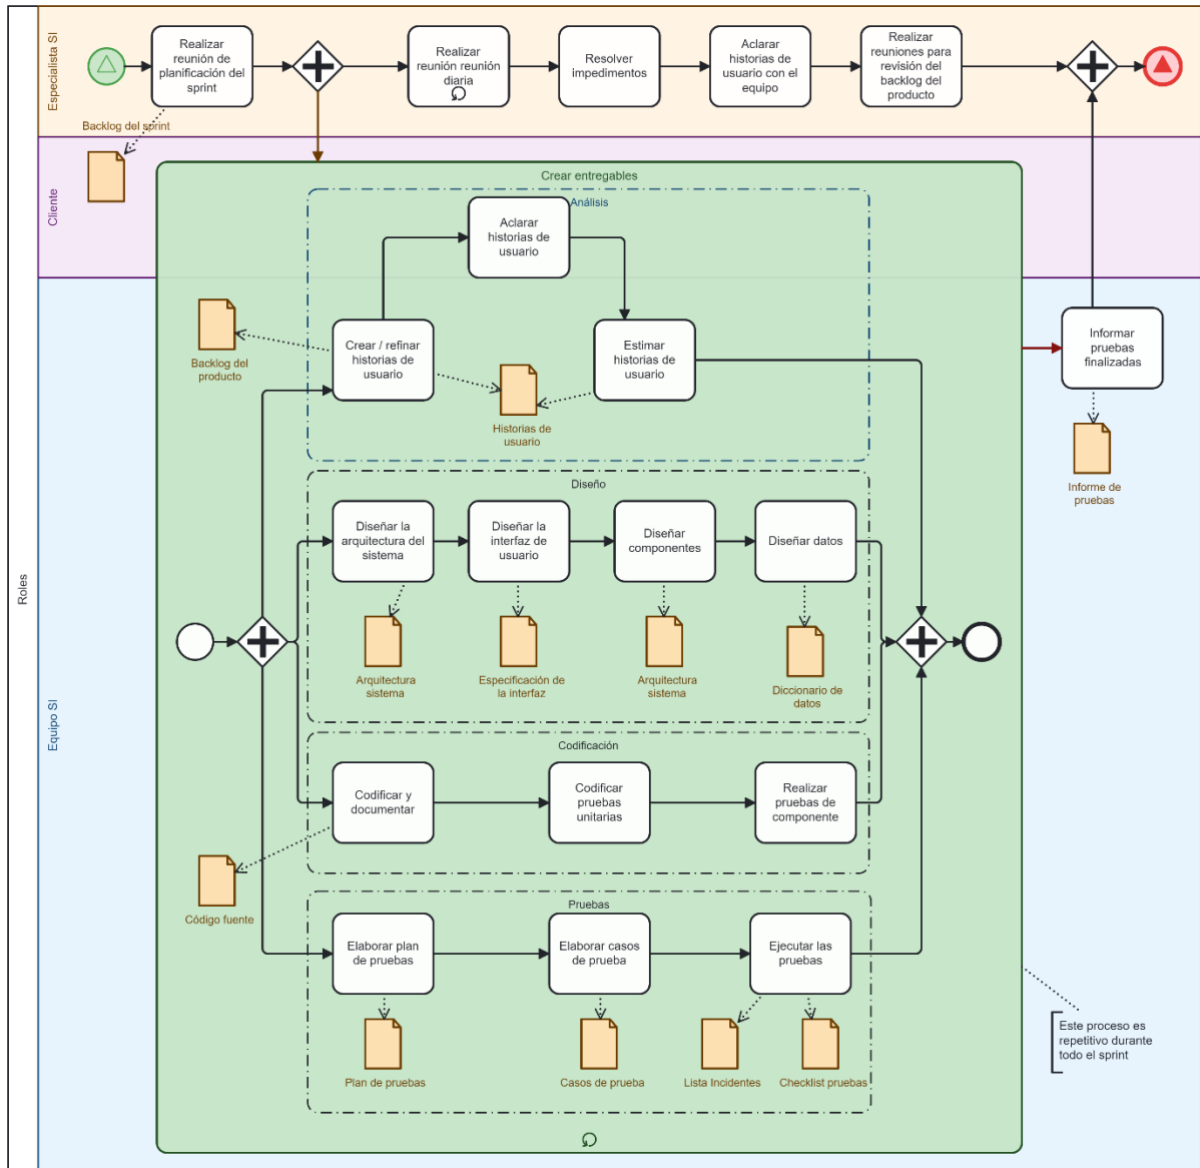 Roles
Especialista SI
Realizar
reunión de
planificación del
sprint
Realizar
reunión reunión
diaria
Resolver
impedimentos
Aclarar
historias de
usuario con el
equipo
Realizar
reuniones para
revisión del
backlog del
producto
Backlog del sprint
Cliente
Crear entregables
Análisis
Aclarar
historias de
usuario
Equipo SI
Backlog del
producto
Crear / refinar
historias de
usuario
Estimar
historias de
usuario
Historias de
usuario
Informar
pruebas
finalizadas
Informe de
pruebas
Diseño
Diseñar la
arquitectura del
sistema
Diseñar la
interfaz de
usuario
Diseñar
componentes
Diseñar datos
Arquitectura
sistema
Especificación de
la interfaz
Arquitectura
sistema
Diccionario de
datos
Codificación
Codificar y
documentar
Codificar
pruebas
unitarias
Realizar
pruebas de
componente
Código fuente
Pruebas
Elaborar plan
de pruebas
Elaborar casos
de prueba
Ejecutar las
pruebas
Plan de pruebas
Casos de prueba
Lista Incidentes
Checklist pruebas
Este proceso es
repetitivo durante
todo el sprint